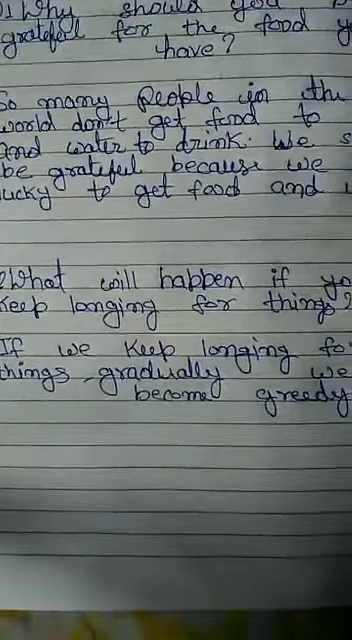 Why should you
grateful for the food y
have?
So many people in the
world don't get food to
and water to drink. We s
be grateful because we
lucky to get food and
What will happen if yo
keep longing for things?
If we keep longing fo
things, gradually we
become greedy